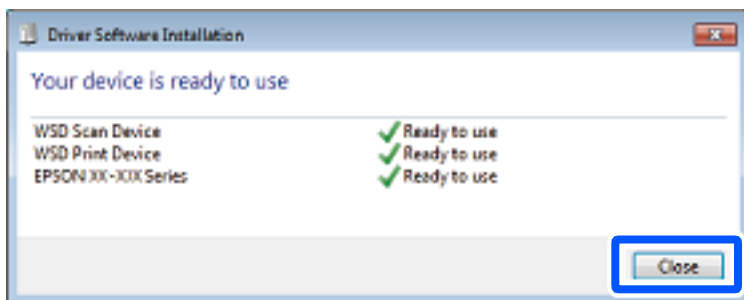 Driver Software Installation
Your device is ready to use
WSD Scan Device Ready to use
WSD Print Device Ready to use
EPSON XX-XXX Series Ready to use
Close